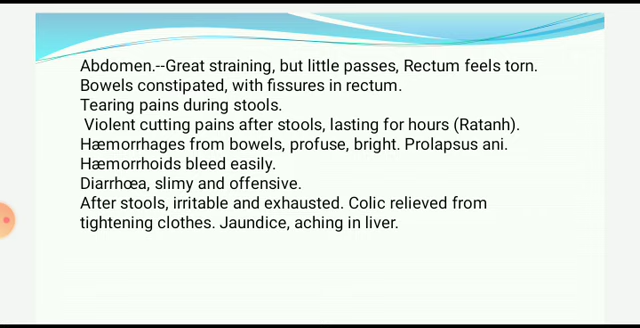 Abdomen.--Great straining, but little passes, Rectum feels torn.
Bowels constipated, with fissures in rectum.
Tearing pains during stools.
Violent cutting pains after stools, lasting for hours (Ratanh).
Hæmorrhages from bowels, profuse, bright. Prolapsus ani.
Hæmorrhoids bleed easily.
Diarrhœa, slimy and offensive.
After stools, irritable and exhausted. Colic relieved from
tightening clothes. Jaundice, aching in liver.